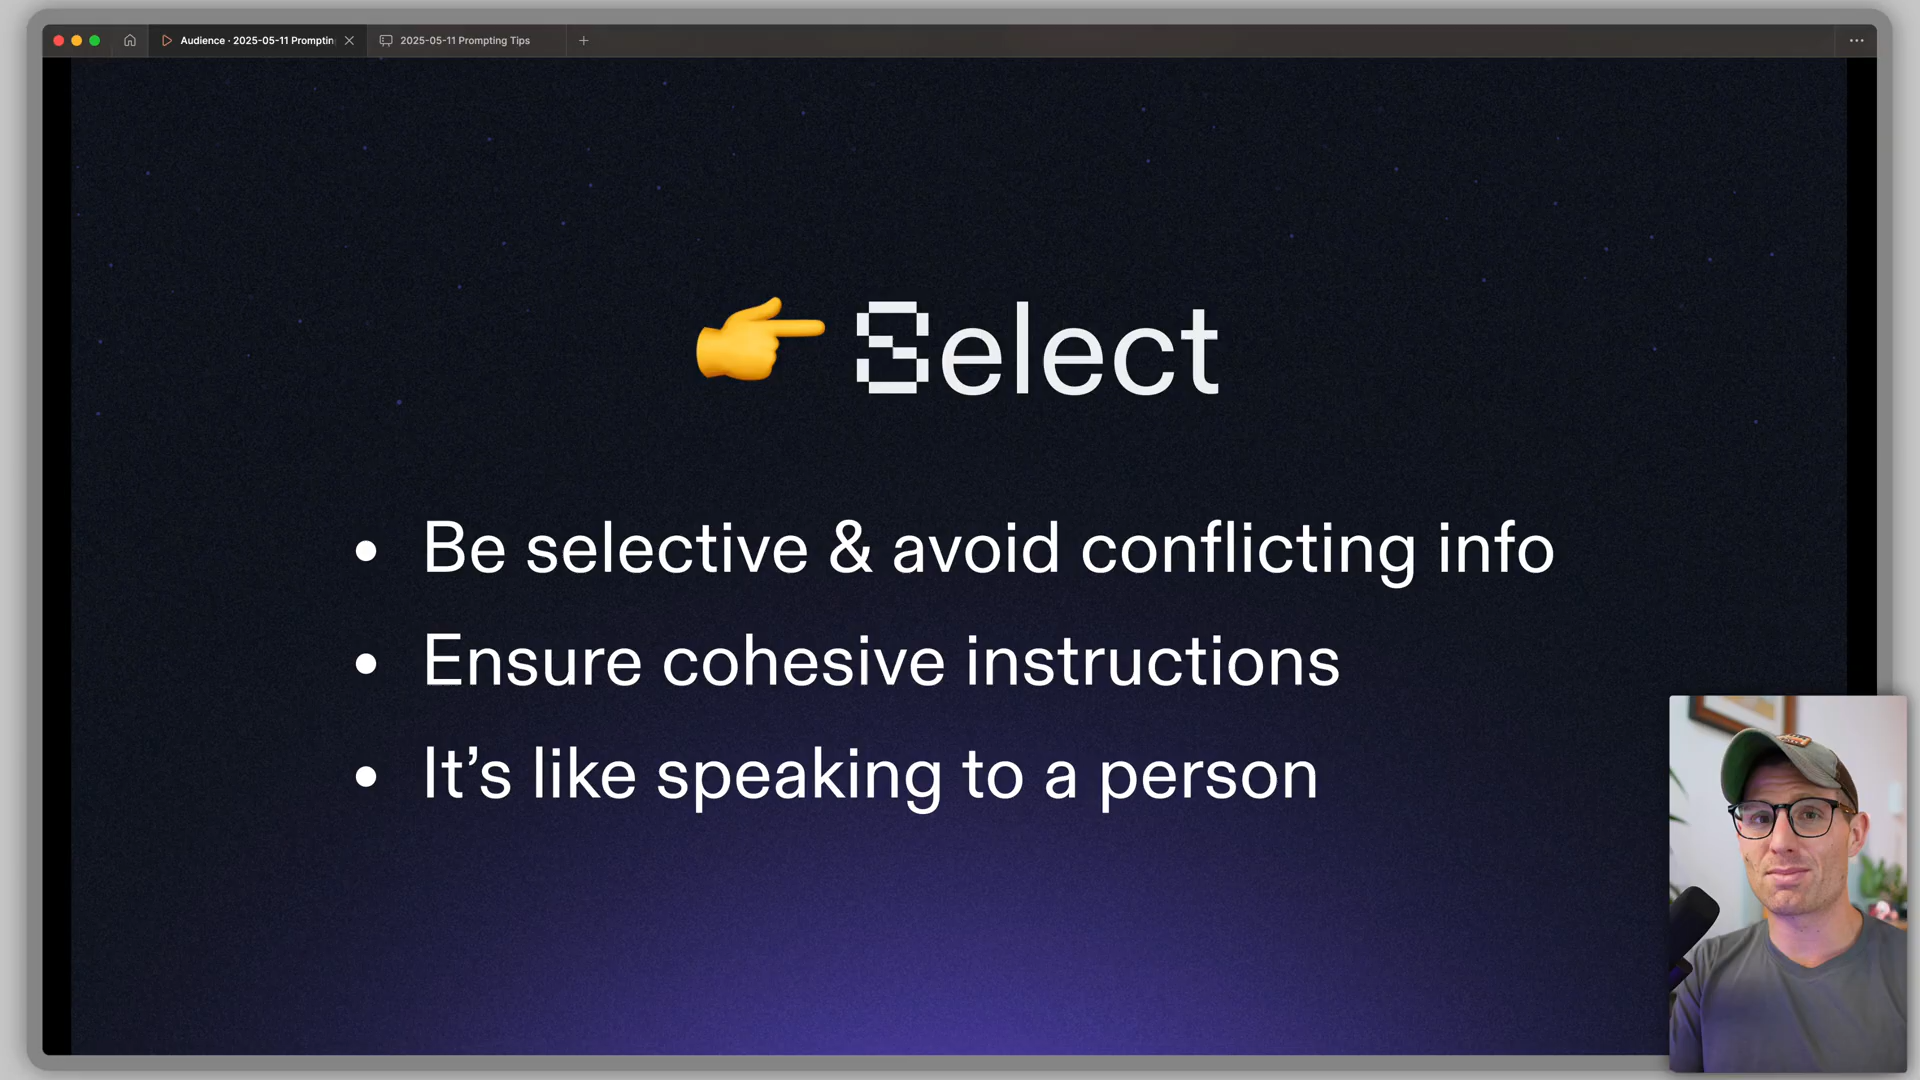 Audience · 2025-05-11 Promptin
2025-05-11 Prompting Tips
👉 Select
• Be selective & avoid conflicting info
• Ensure cohesive instructions
• It’s like speaking to a person